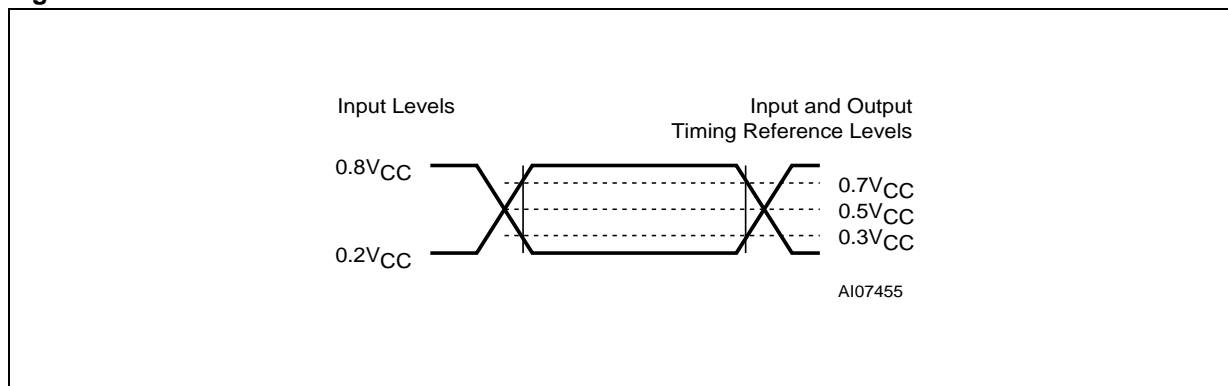 Input Levels
Input and Output
Timing Reference Levels
0.8VCC
0.7VCC
0.5VCC
0.3VCC
0.2VCC
AI07455